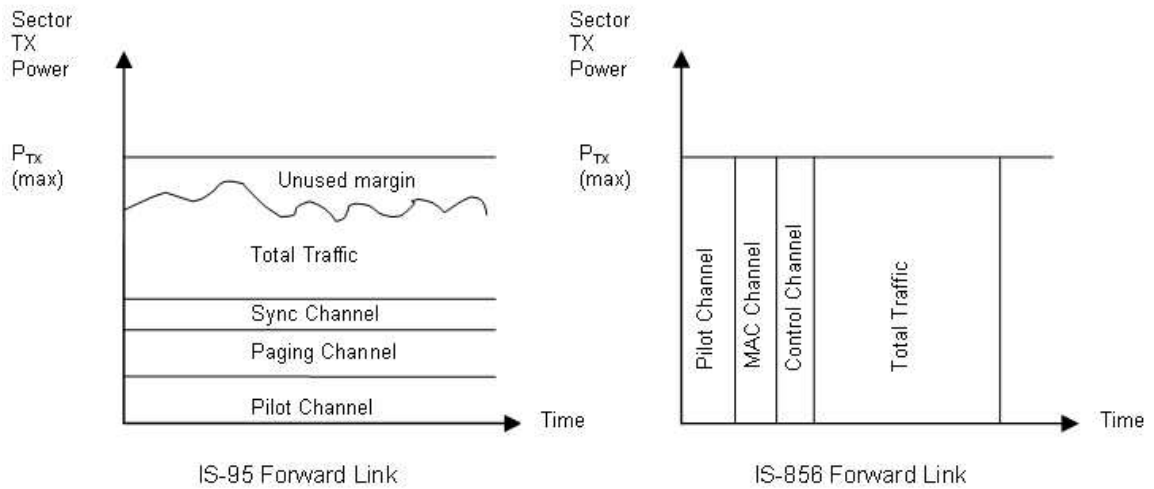 Sector
TX
Power
P_TX
(max)
Unused margin
Total Traffic
Sync Channel
Paging Channel
Pilot Channel
Time
IS-95 Forward Link
Sector
TX
Power
P_TX
(max)
Pilot Channel
MAC Channel
Control Channel
Total Traffic
Time
IS-856 Forward Link